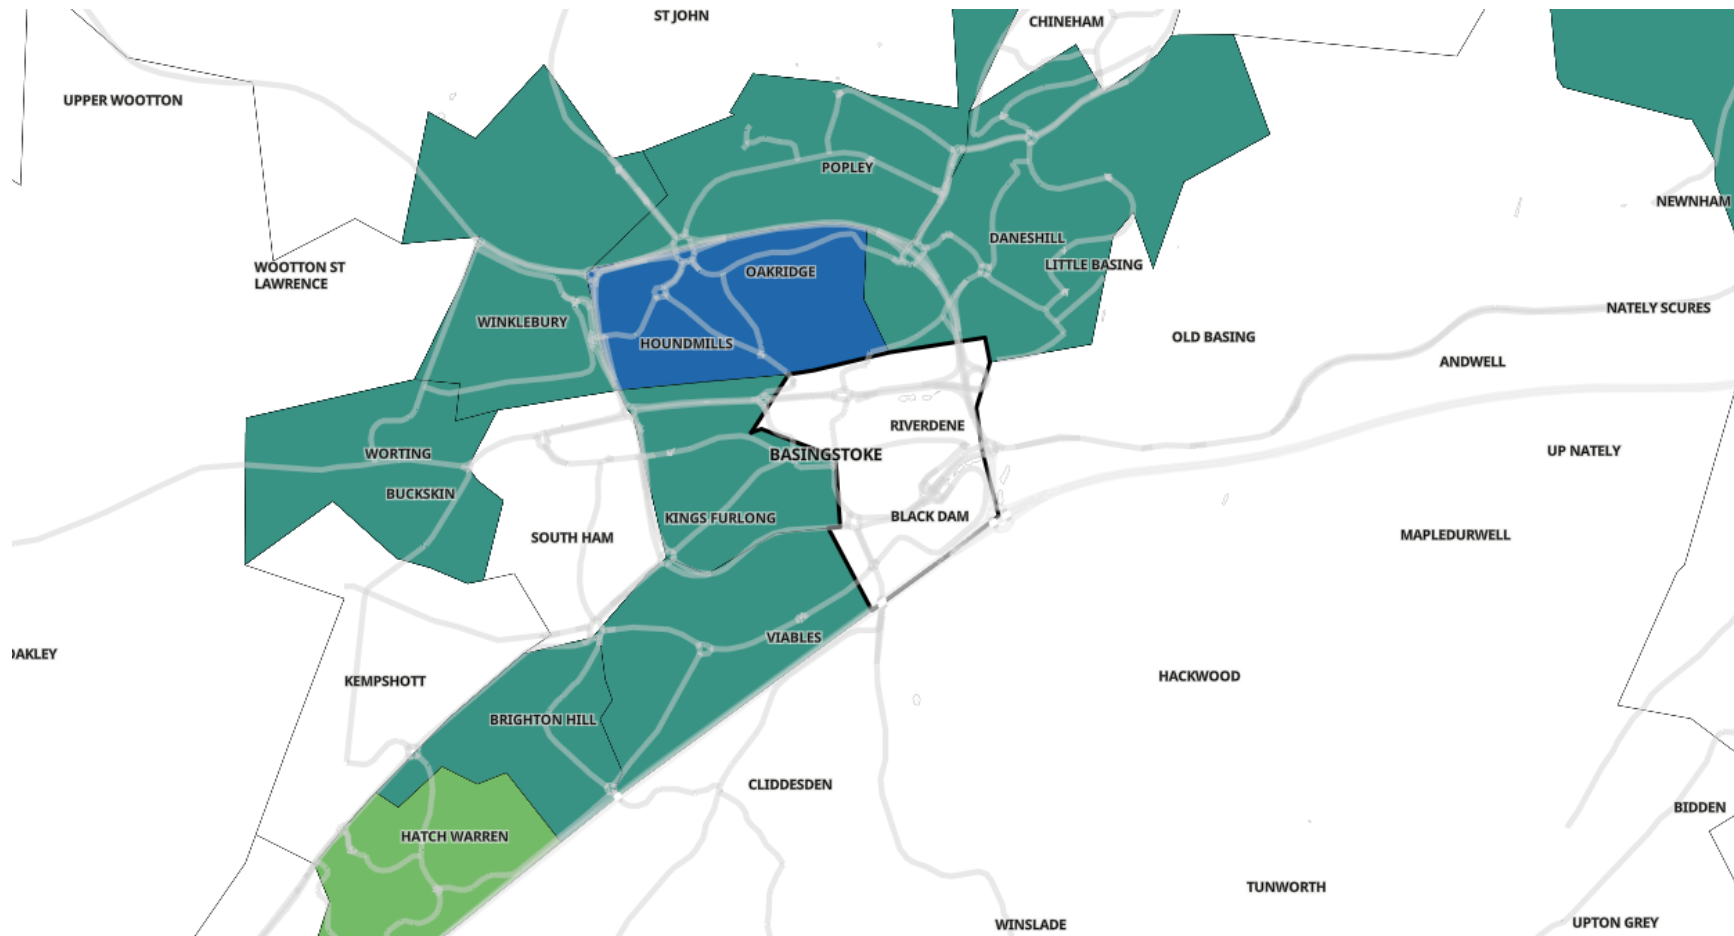 ST JOHN
CHINEHAM
UPPER WOOTTON
POPLEY
NEWNHAM
DANESHILL
WOOTTON ST
LAWRENCE
OAKRIDGE
LITTLE BASING
NATELY SCURES
WINKLEBURY
HOUNDMILLS
OLD BASING
ANDWELL
RIVERDENE
WORTING
BASINGSTOKE
UP NATELY
BUCKSKIN
KINGS FURLONG
BLACK DAM
SOUTH HAM
MAPLEDURWELL
VIABLES
AKLEY
KEMPSHOTT
HACKWOOD
BRIGHTON HILL
CLIDDESDEN
BIDDEN
HATCH WARREN
TUNWORTH
WINSLADE
UPTON GREY